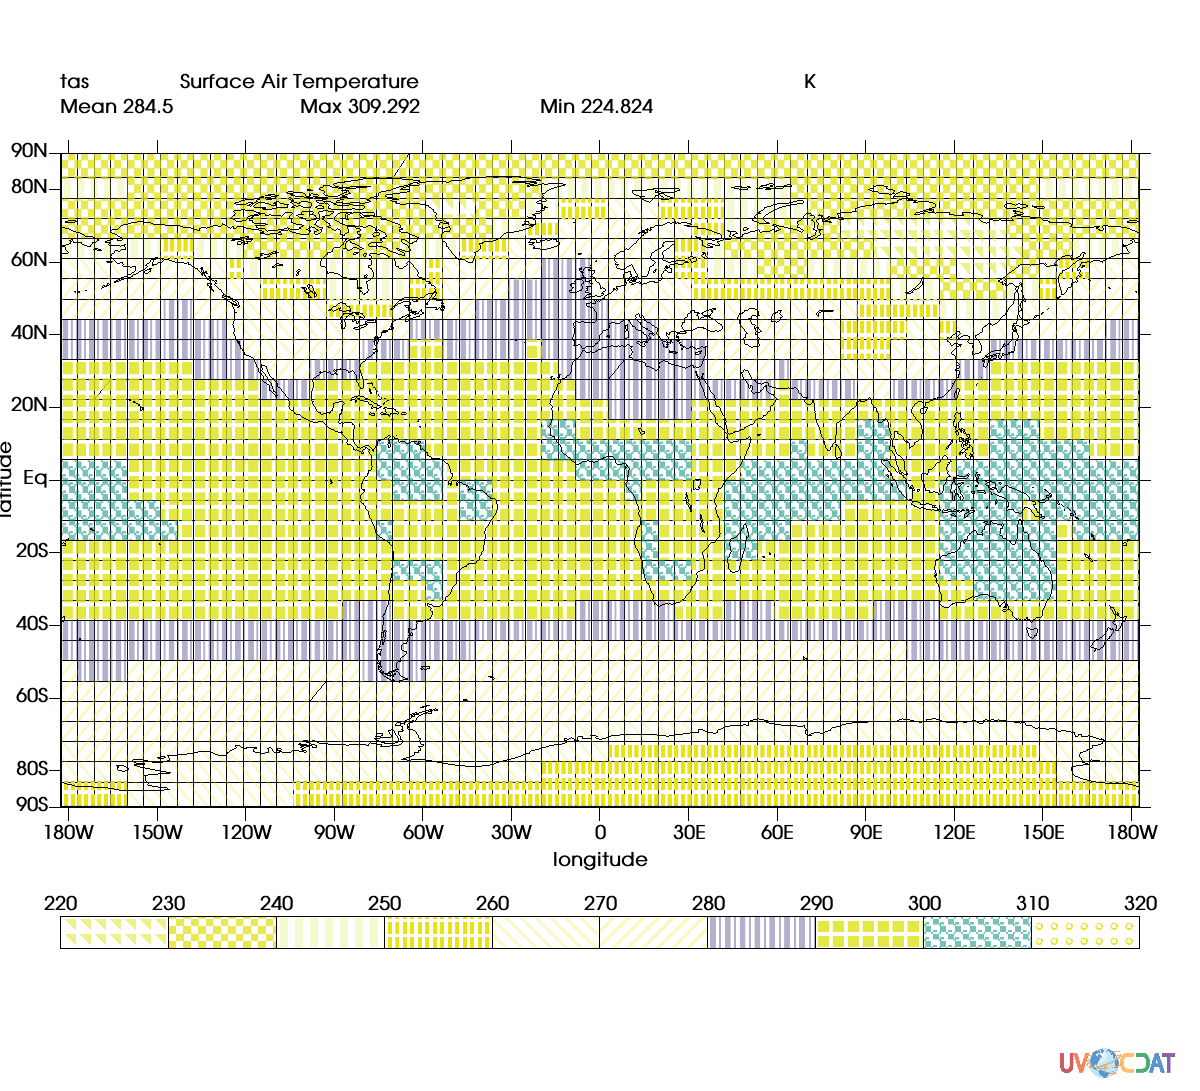 tas Surface Air Temperature K
Mean 284.5 Max 309.292 Min 224.824
90N
80N
60N
40N
20N
Eq
20S
40S
60S
80S
90S
latitude
180W 150W 120W 90W 60W 30W 0 30E 60E 90E 120E 150E 180W
longitude
220 230 240 250 260 270 280 290 300 310 320
UV CDAT